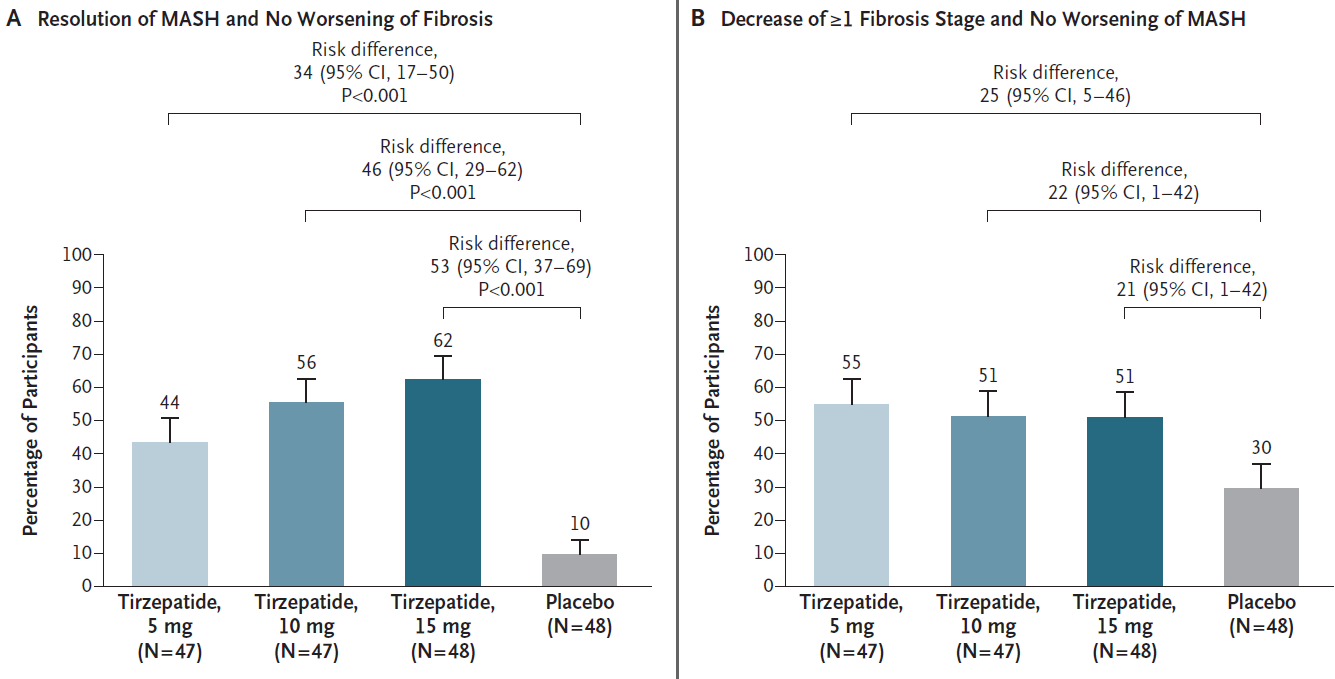 A Resolution of MASH and No Worsening of Fibrosis
Risk difference,
34 (95% CI, 17–50)
P<0.001
Risk difference,
46 (95% CI, 29–62)
P<0.001
Risk difference,
53 (95% CI, 37–69)
P<0.001
Percentage of Participants
100
90
80
70
60
50
40
30
20
10
0
44
56
62
10
Tirzepatide,
5 mg
(N=47)
Tirzepatide,
10 mg
(N=47)
Tirzepatide,
15 mg
(N=48)
Placebo
(N=48)
B Decrease of ≥1 Fibrosis Stage and No Worsening of MASH
Risk difference,
25 (95% CI, 5–46)
Risk difference,
22 (95% CI, 1–42)
Risk difference,
21 (95% CI, 1–42)
Percentage of Participants
100
90
80
70
60
50
40
30
20
10
0
55
51
51
30
Tirzepatide,
5 mg
(N=47)
Tirzepatide,
10 mg
(N=47)
Tirzepatide,
15 mg
(N=48)
Placebo
(N=48)